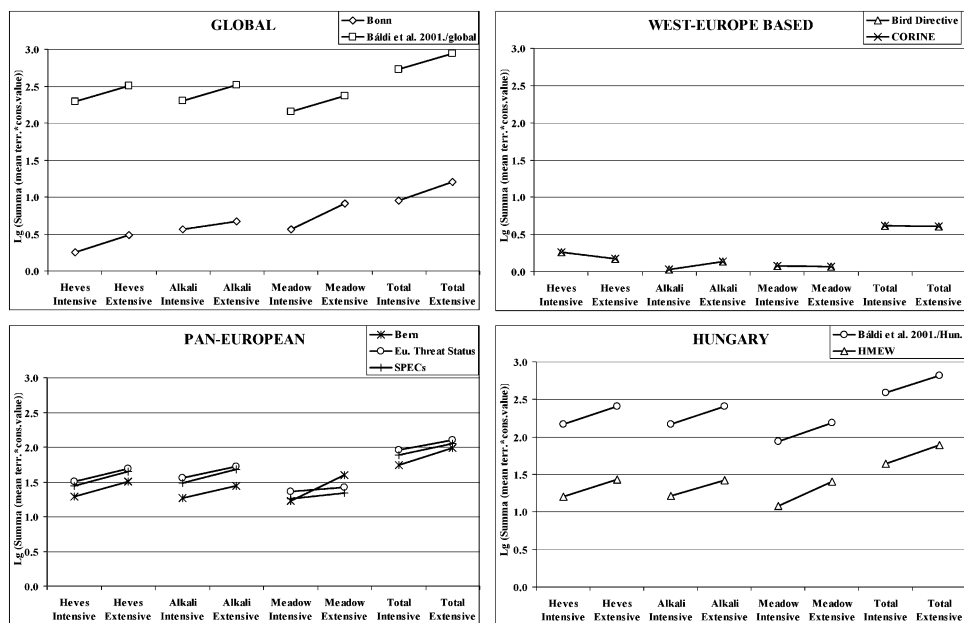 GLOBAL
Bonn
Báldi et al. 2001./global
Lg (Summa (mean terr.*cons.value)]
3.0
2.5
2.0
1.5
1.0
0.5
0.0
Heves Intensive
Heves Extensive
Alkali Intensive
Alkali Extensive
Meadow Intensive
Meadow Extensive
Total Intensive
Total Extensive
WEST-EUROPE BASED
Bird Directive
CORINE
Lg (Summa (mean terr.*cons.value)]
3.0
2.5
2.0
1.5
1.0
0.5
0.0
Heves Intensive
Heves Extensive
Alkali Intensive
Alkali Extensive
Meadow Intensive
Meadow Extensive
Total Intensive
Total Extensive
PAN-EUROPEAN
Bern
Eu. Threat Status
SPECs
Lg (Summa (mean terr.*cons.value)]
3.0
2.5
2.0
1.5
1.0
0.5
0.0
Heves Intensive
Heves Extensive
Alkali Intensive
Alkali Extensive
Meadow Intensive
Meadow Extensive
Total Intensive
Total Extensive
HUNGARY
Báldi et al. 2001./Hun.
HMEW
Lg (Summa (mean terr.*cons.value)]
3.0
2.5
2.0
1.5
1.0
0.5
0.0
Heves Intensive
Heves Extensive
Alkali Intensive
Alkali Extensive
Meadow Intensive
Meadow Extensive
Total Intensive
Total Extensive